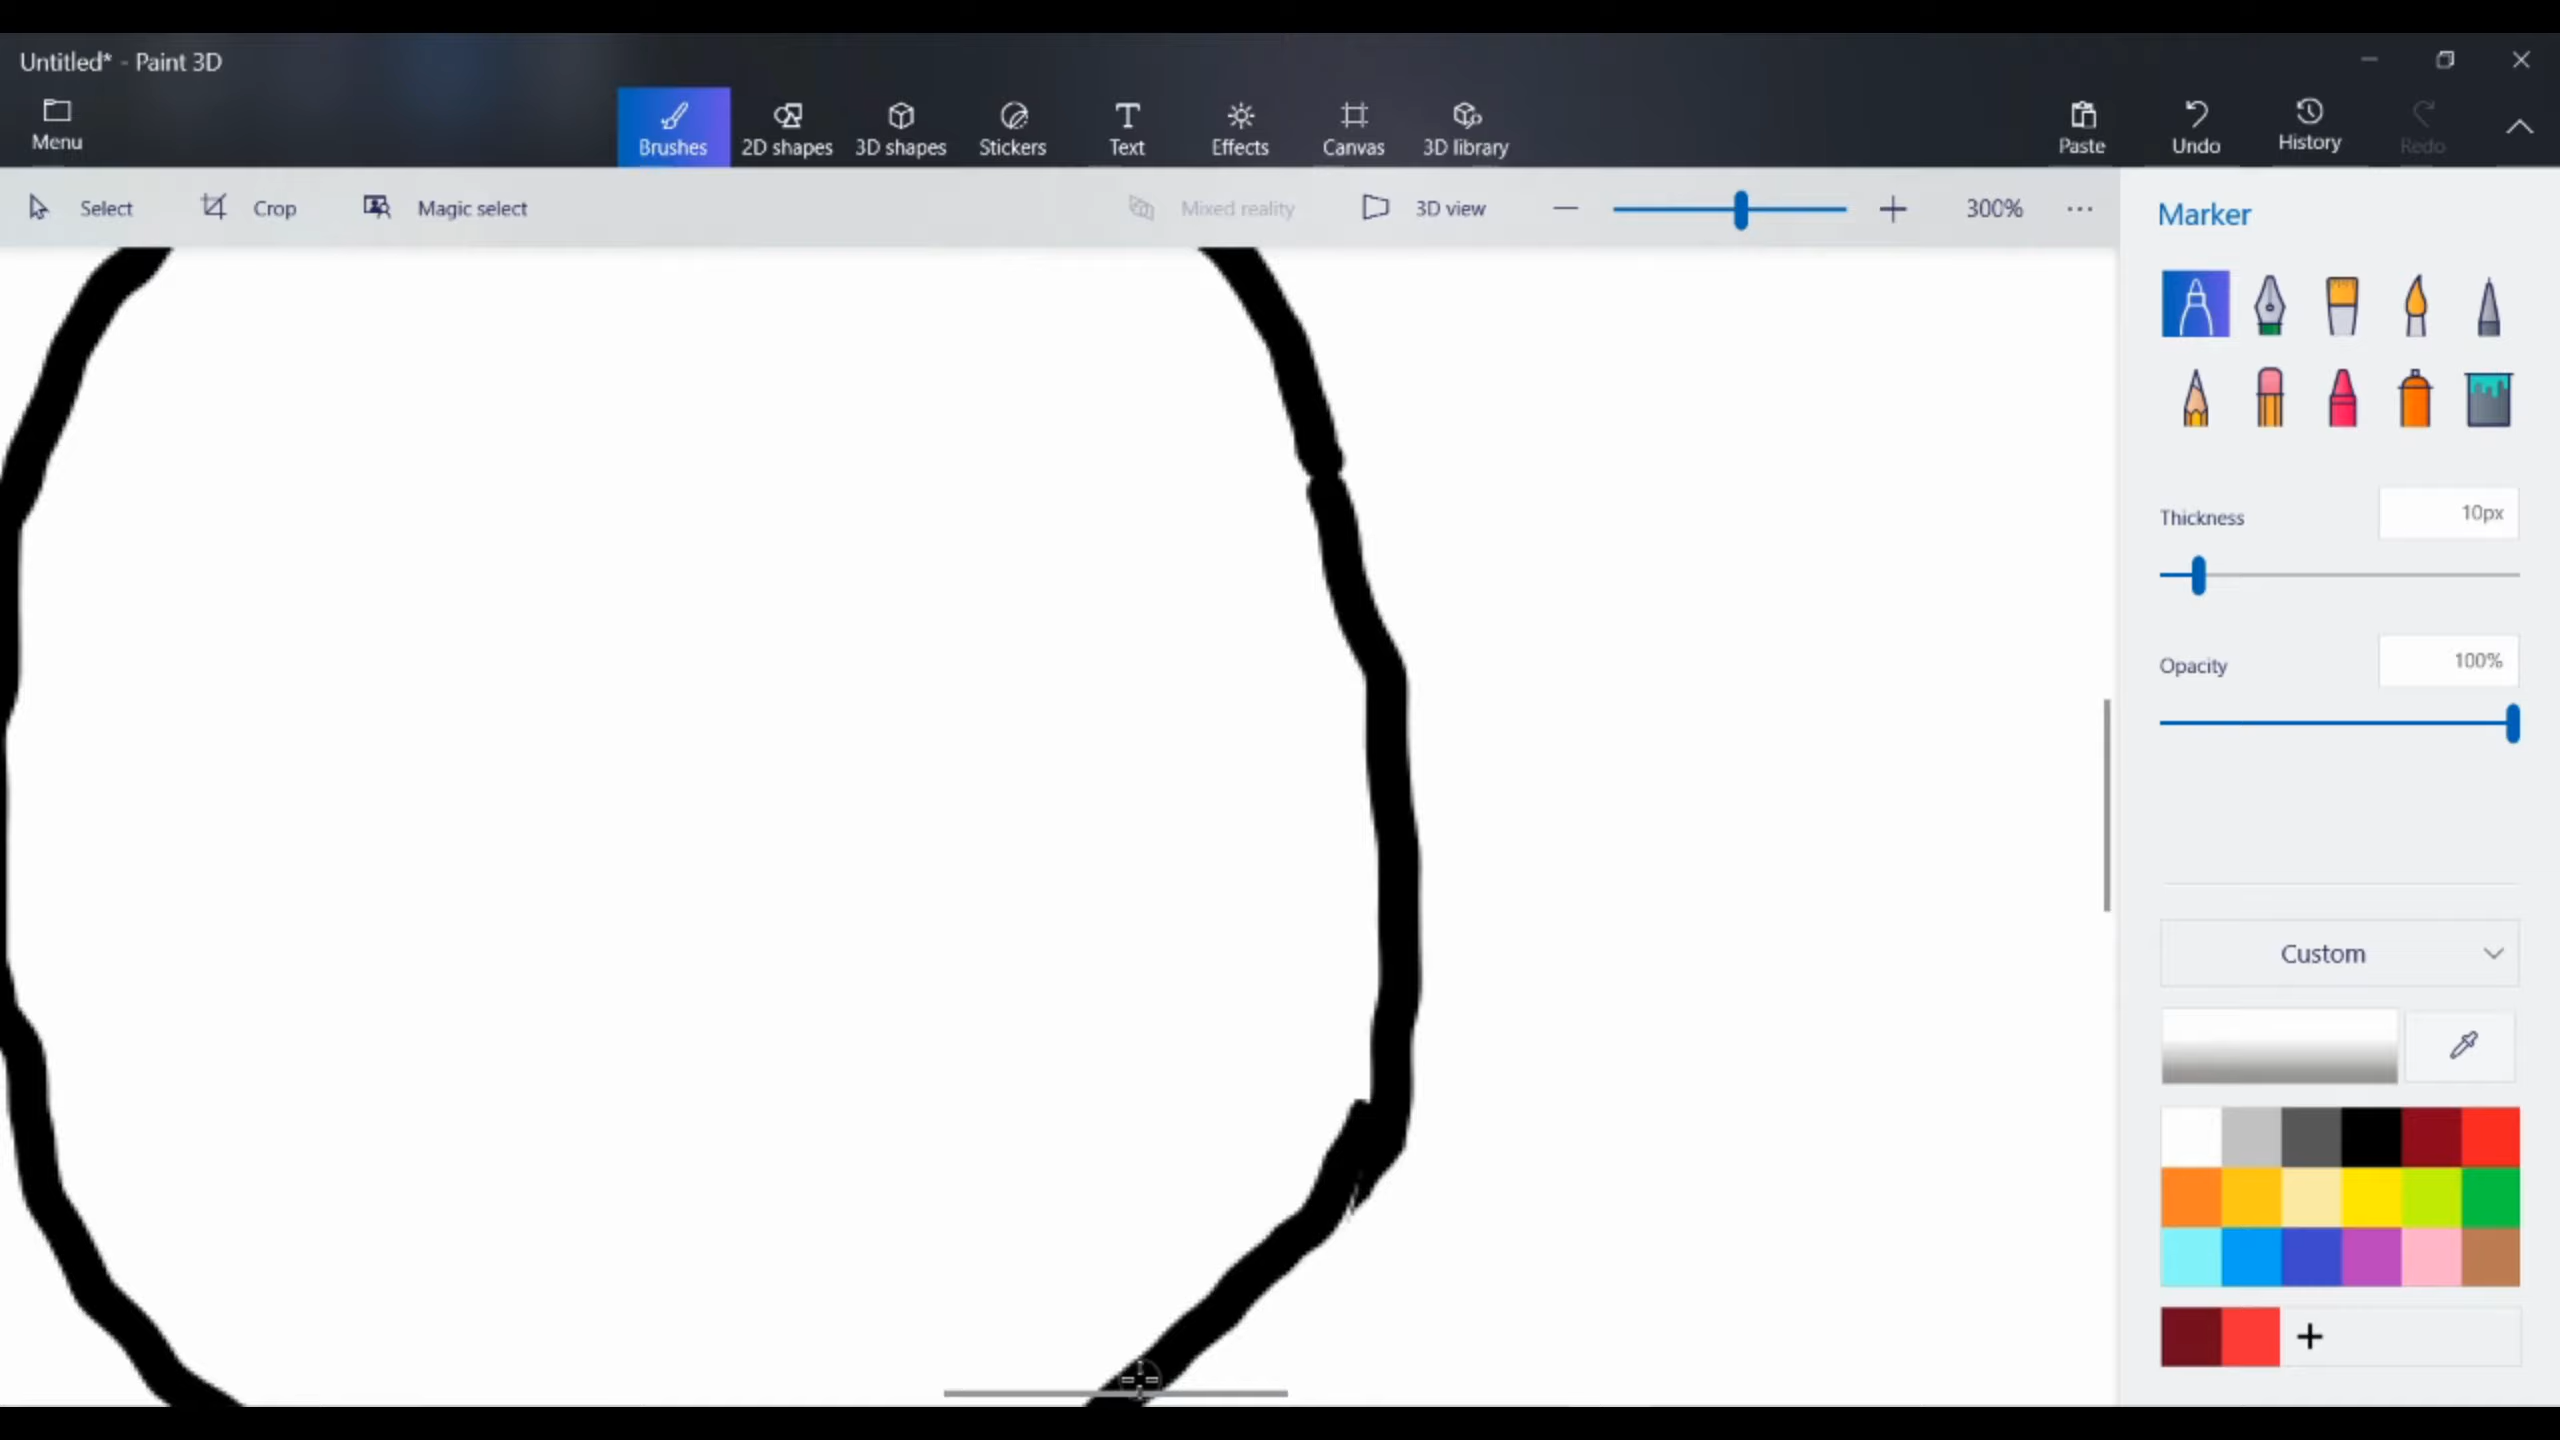 Untitled* - Paint 3D
Menu
Brushes
2D shapes
3D shapes
Stickers
Text
Effects
Canvas
3D library
Paste
Undo
History
Redo
Select
Crop
Magic select
Mixed reality
3D view
300%
Marker
Thickness
10px
Opacity
100%
Custom